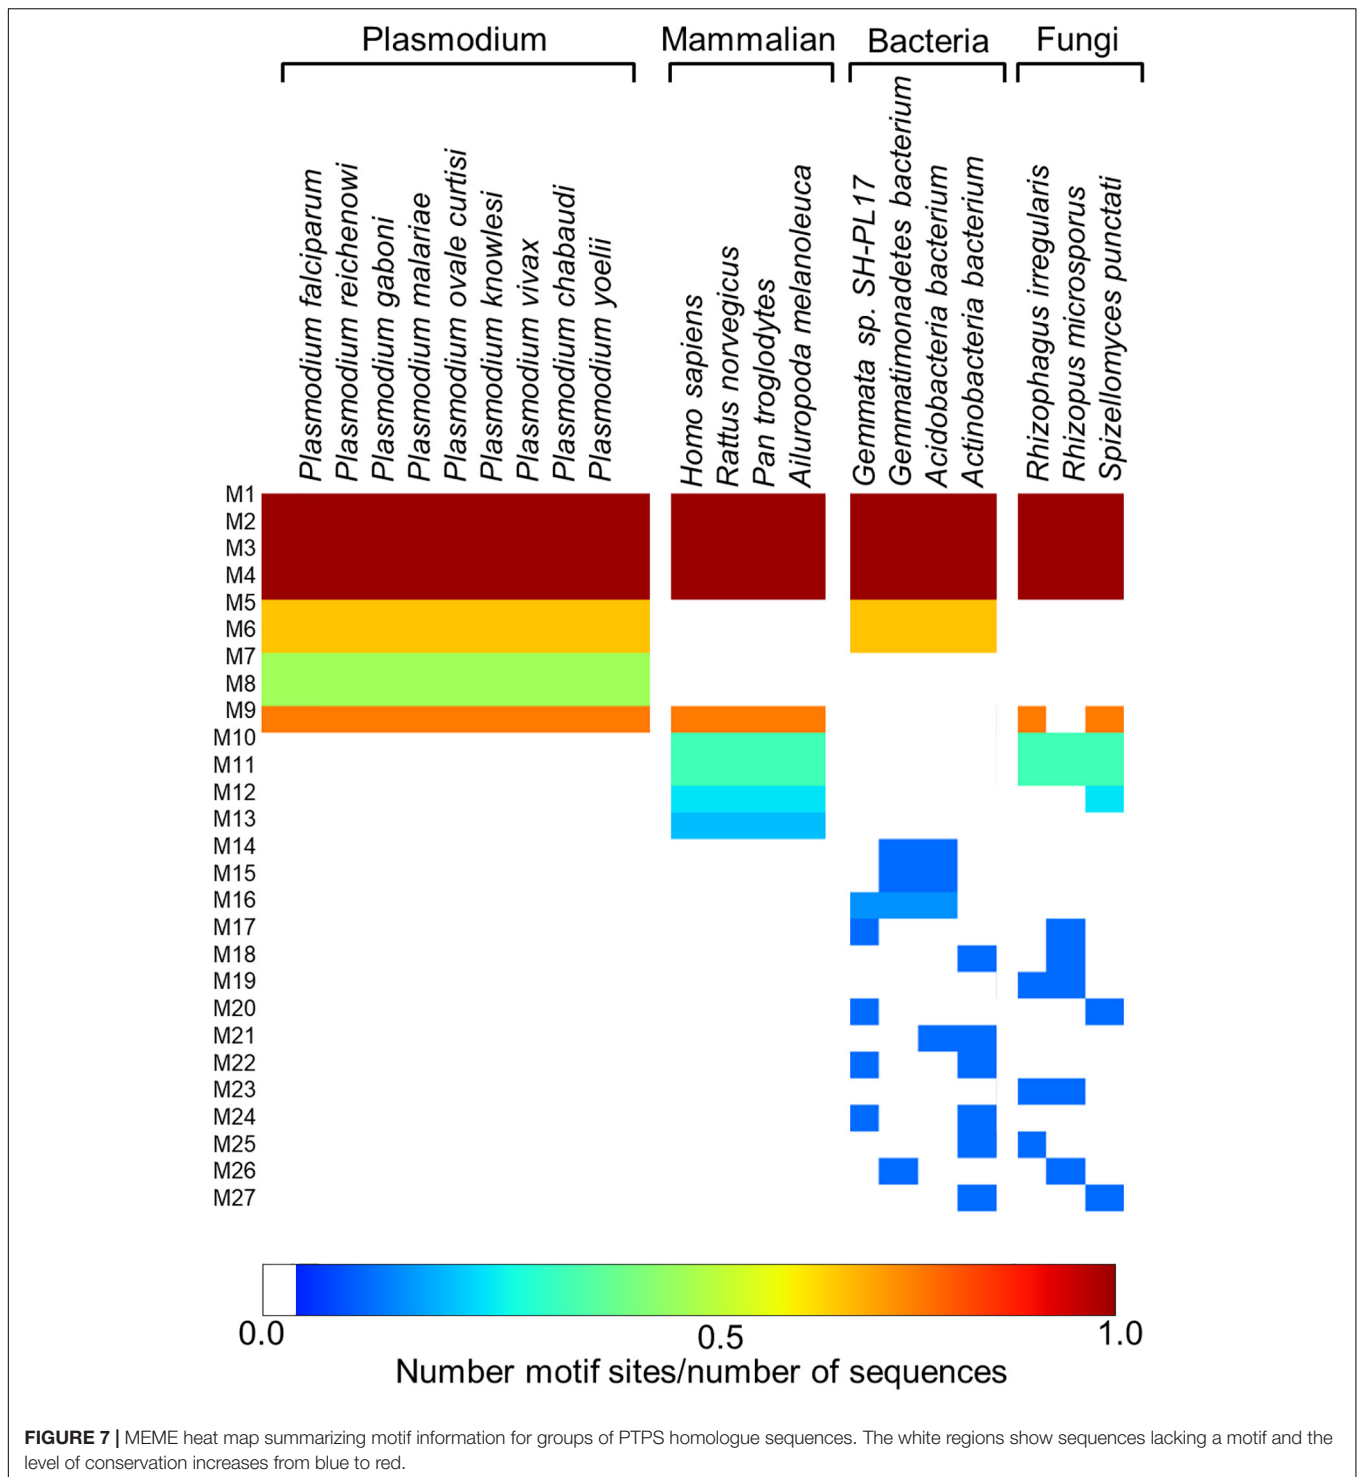 Plasmodium
Mammalian
Bacteria
Fungi
Plasmodium falciparum
Plasmodium reichenowi
Plasmodium gaboni
Plasmodium malariae
Plasmodium ovale curtisi
Plasmodium knowlesi
Plasmodium vivax
Plasmodium chabaudi
Plasmodium yoelii
Homo sapiens
Rattus norvegicus
Pan troglodytes
Ailuropoda melanoleuca
Gemmata sp. SH-PL17
Gemmatimonadetes bacterium
Acidobacteria bacterium
Actinobacteria bacterium
Rhizophagus irregularis
Rhizopus microsporus
Spizellomyces punctati
M1
M2
M3
M4
M5
M6
M7
M8
M9
M10
M11
M12
M13
M14
M15
M16
M17
M18
M19
M20
M21
M22
M23
M24
M25
M26
M27
0.0
0.5
1.0
Number motif sites/number of sequences
FIGURE 7 | MEME heat map summarizing motif information for groups of PTPS homologue sequences. The white regions show sequences lacking a motif and the
level of conservation increases from blue to red.